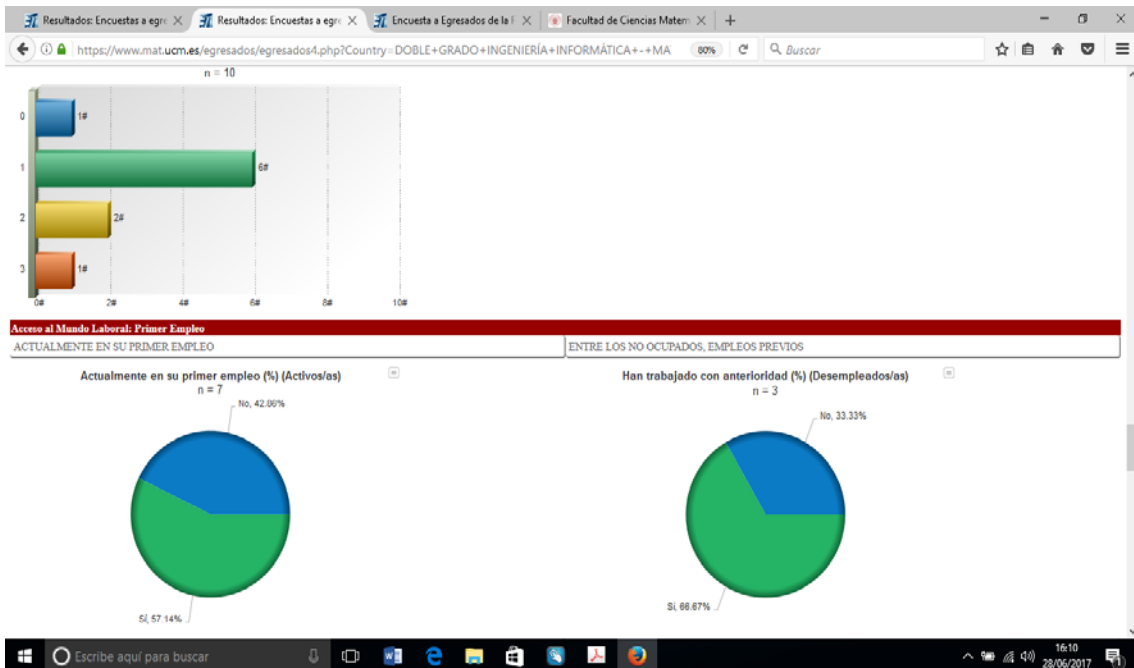 Resultados: Encuestas a egre
Resultados: Encuestas a egre
Encuesta a Egresados de la F
Facultad de Ciencias Matem
https://www.mat.ucm.es/egresados/egresados4.php?Country=DOBLE+GRADO+INGENIERÍA+INFORMÁTICA+-+MA
80%
Buscar
n = 10
0
1#
1
6#
2
2#
3
1#
0# 2# 4# 6# 8# 10#
Acceso al Mundo Laboral: Primer Empleo
ACTUALMENTE EN SU PRIMER EMPLEO
ENTRE LOS NO OCUPADOS, EMPLEOS PREVIOS
Actualmente en su primer empleo (%) (Activos/as)
n = 7
No, 42.86%
Sí, 57.14%
Han trabajado con anterioridad (%) (Desempleados/as)
n = 3
No, 33.33%
Sí, 66.67%
Escribe aquí para buscar
16:10
28/06/2017